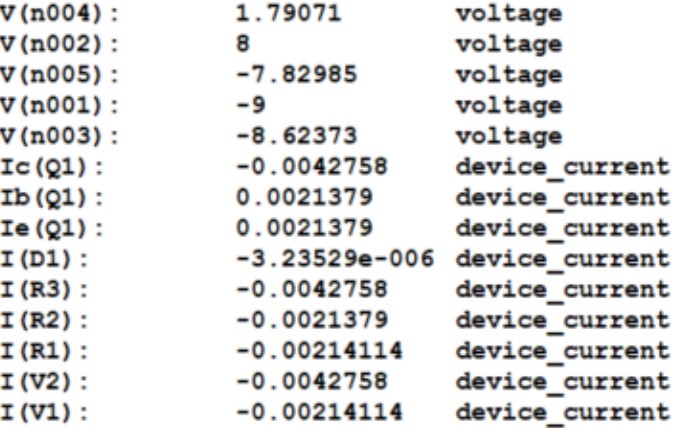 V(n004): 1.79071 voltage
V(n002): 8 voltage
V(n005): -7.82985 voltage
V(n001): -9 voltage
V(n003): -8.62373 voltage
Ic(Q1): -0.0042758 device_current
Ib(Q1): 0.0021379 device_current
Ie(Q1): 0.0021379 device_current
I(D1): -3.23529e-006 device_current
I(R3): -0.0042758 device_current
I(R2): -0.0021379 device_current
I(R1): -0.00214114 device_current
I(V2): -0.0042758 device_current
I(V1): -0.00214114 device_current